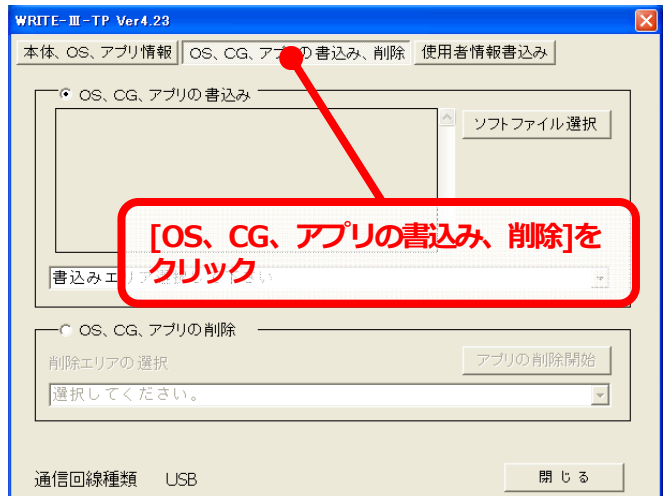 WRITE-Ⅲ-TP Ver4.23
本体、OS、アプリ情報 OS、CG、アプリの書込み、削除 使用者情報書込み
OS、CG、アプリの書込み
ソフトファイル選択
[OS、CG、アプリの書込み、削除]を
クリック
書込みエリア
OS、CG、アプリの削除
削除エリアの選択
アプリの削除開始
選択してください。
通信回線種類 USB
閉じる